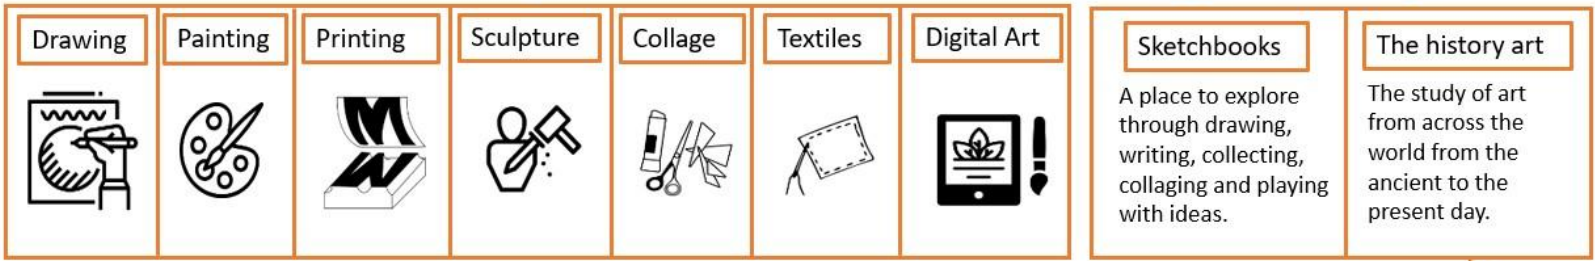 Drawing
Painting
Printing
Sculpture
Collage
Textiles
Digital Art
Sketchbooks
A place to explore
through drawing,
writing, collecting,
collaging and playing
with ideas.
The history art
The study of art
from across the
world from the
ancient to the
present day.